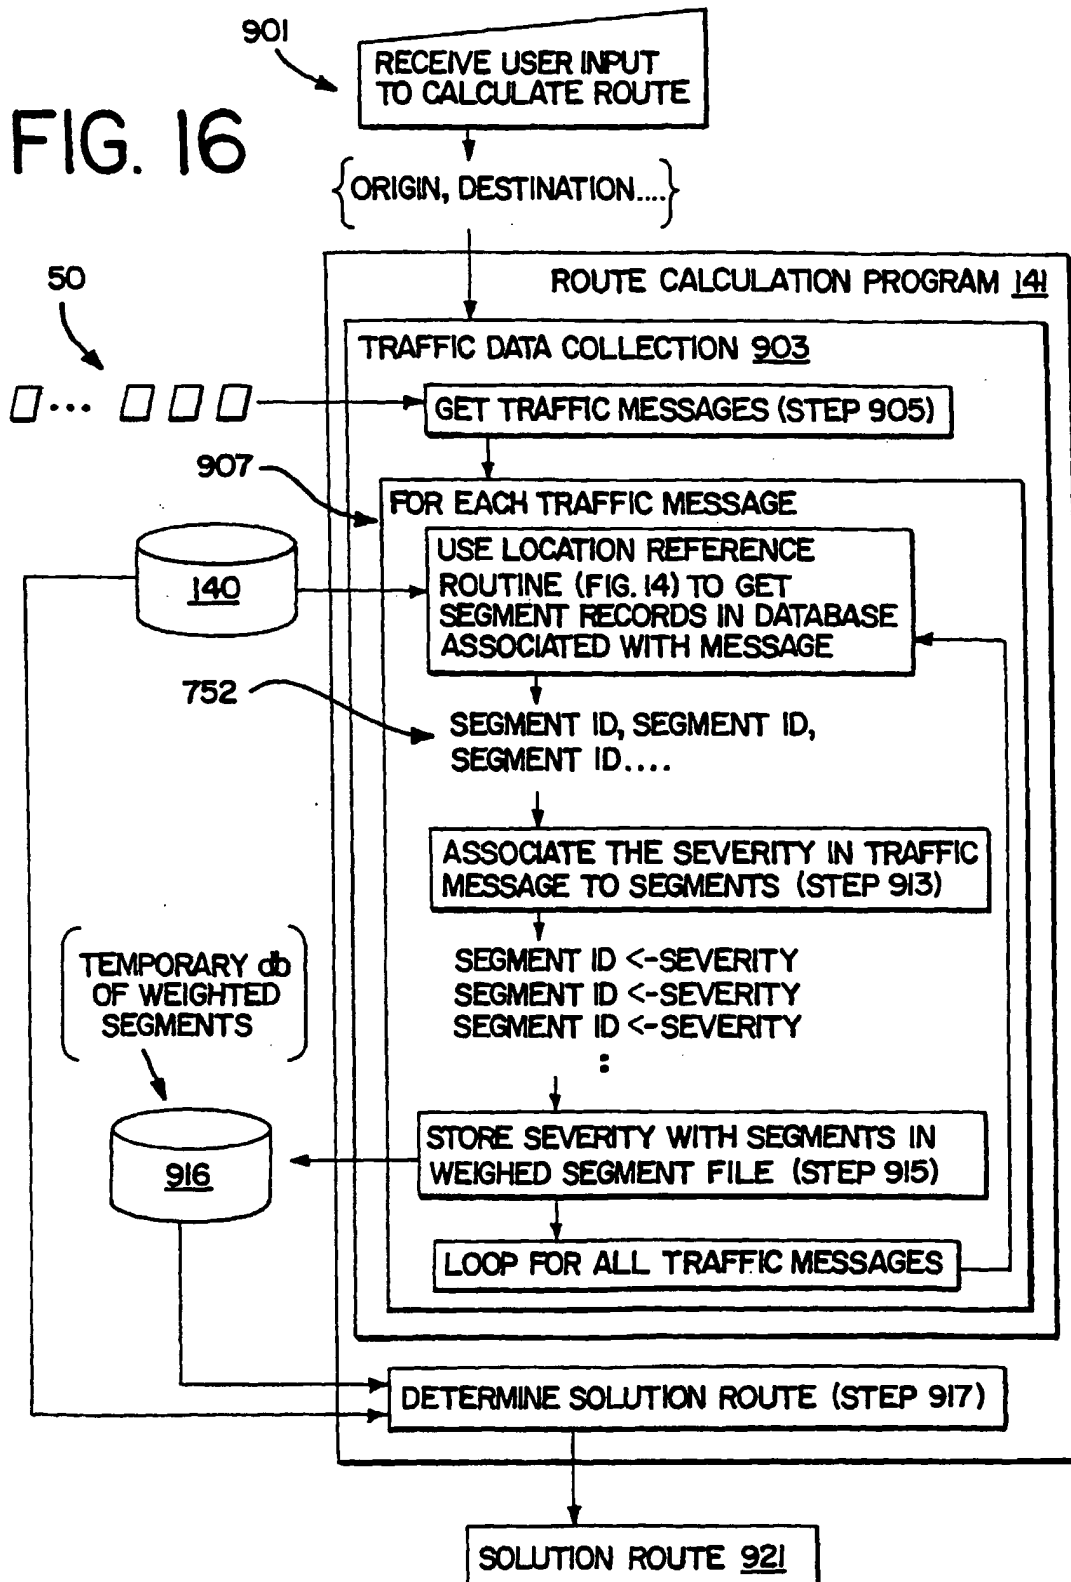 901
RECEIVE USER INPUT
TO CALCULATE ROUTE
FIG. 16
{ORIGIN, DESTINATION....}
50
ROUTE CALCULATION PROGRAM 141
TRAFFIC DATA COLLECTION 903
...
GET TRAFFIC MESSAGES (STEP 905)
907
FOR EACH TRAFFIC MESSAGE
USE LOCATION REFERENCE
ROUTINE (FIG. 14) TO GET
SEGMENT RECORDS IN DATABASE
ASSOCIATED WITH MESSAGE
140
752
SEGMENT ID, SEGMENT ID,
SEGMENT ID....
ASSOCIATE THE SEVERITY IN TRAFFIC
MESSAGE TO SEGMENTS (STEP 913)
SEGMENT ID <-SEVERITY
SEGMENT ID <-SEVERITY
SEGMENT ID <-SEVERITY
:
TEMPORARY db
OF WEIGHTED
SEGMENTS
916
STORE SEVERITY WITH SEGMENTS IN
WEIGHED SEGMENT FILE (STEP 915)
LOOP FOR ALL TRAFFIC MESSAGES
DETERMINE SOLUTION ROUTE (STEP 917)
SOLUTION ROUTE 921